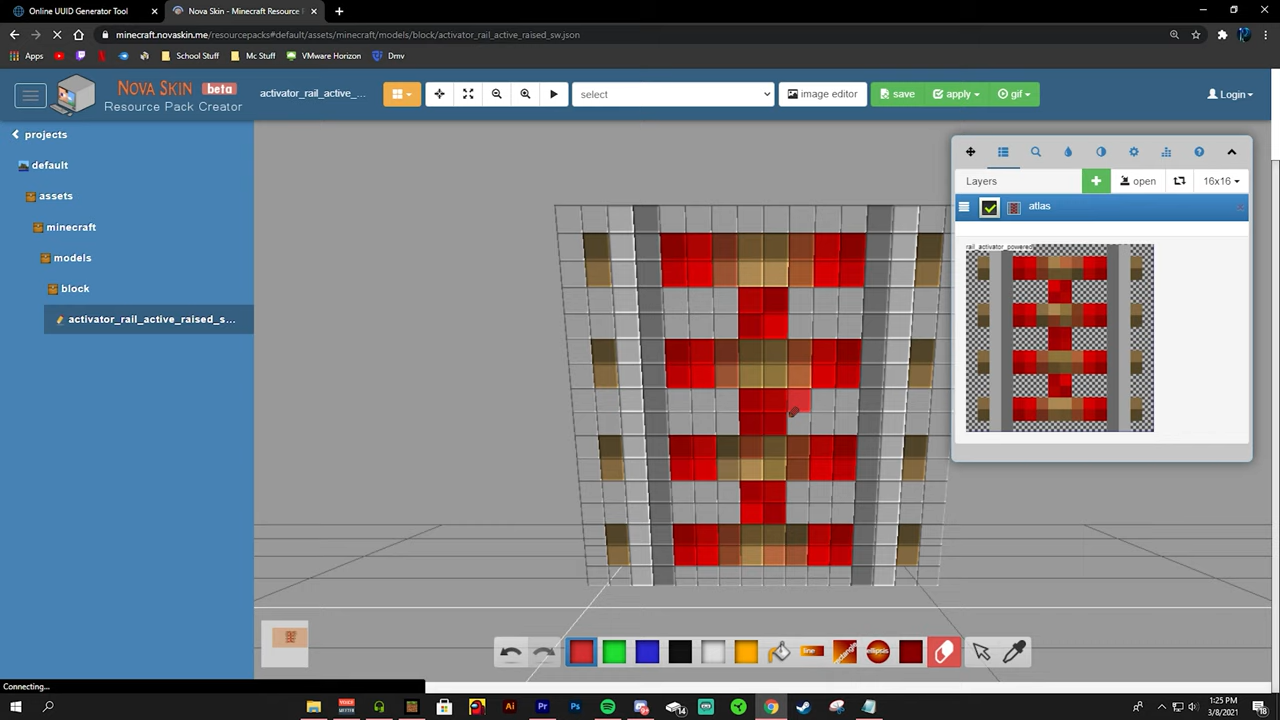 Online UUID Generator Tool
Nova Skin - Minecraft Resource P
minecraft.novaskin.me/resourcepacks#default/assets/minecraft/models/block/activator_rail_active_raised_sw.json
Apps
School Stuff
Mc Stuff
VMware Horizon
Dmv
NOVA SKIN beta
Resource Pack Creator
activator_rail_active_...
select
image editor
save
apply
gif
Login
projects
default
assets
minecraft
models
block
activator_rail_active_raised_s...
Layers
open
16x16
atlas
rail_activator_powered
line
rectangle
ellipsis
Connecting...
1:25 PM
3/8/2021